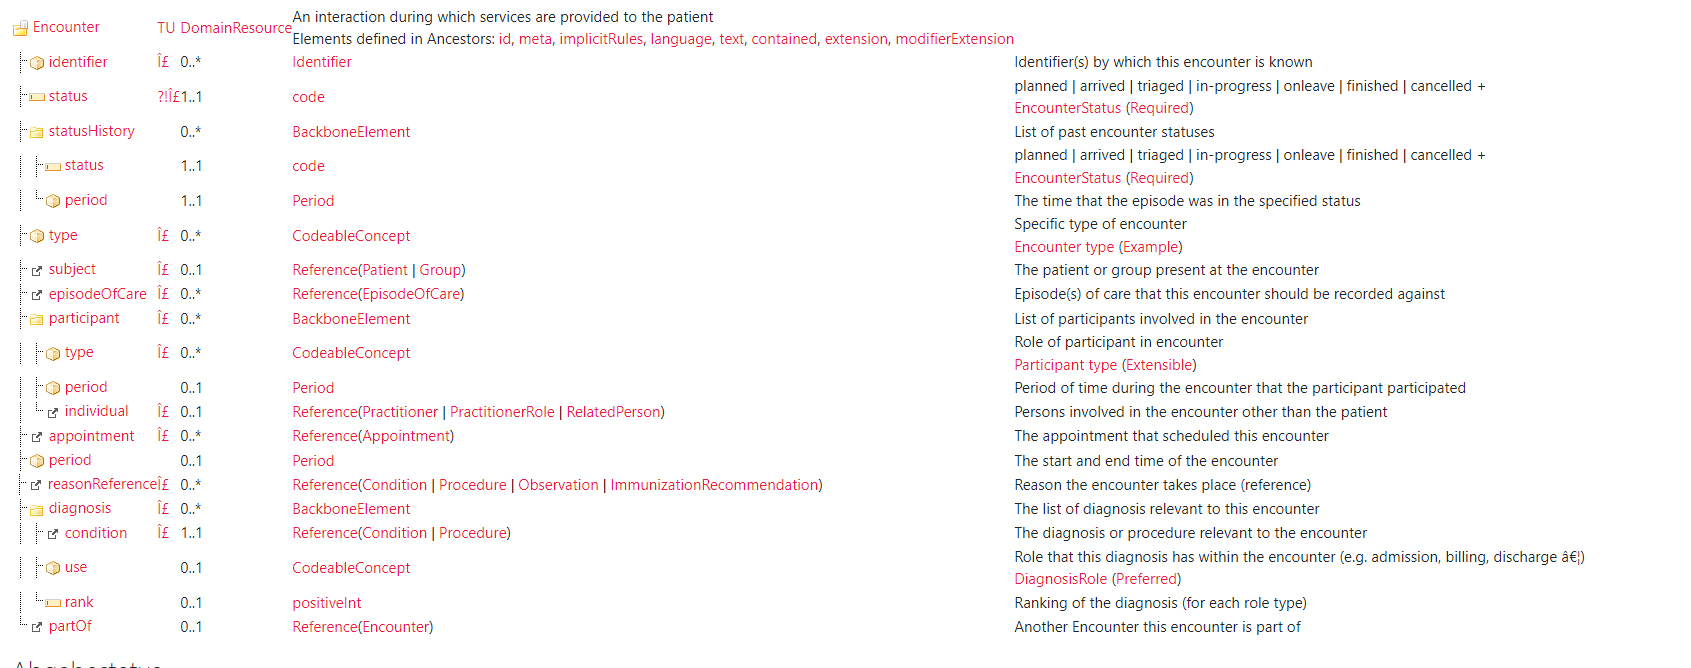 Encounter TU DomainResource An interaction during which services are provided to the patient
Elements defined in Ancestors: id, meta, implicitRules, language, text, contained, extension, modifierExtension
identifier Î£ 0..* Identifier Identifier(s) by which this encounter is known
status ?!Î£ 1..1 code planned | arrived | triaged | in-progress | onleave | finished | cancelled +
EncounterStatus (Required)
statusHistory 0..* BackboneElement List of past encounter statuses
status 1..1 code planned | arrived | triaged | in-progress | onleave | finished | cancelled +
EncounterStatus (Required)
period 1..1 Period The time that the episode was in the specified status
type Î£ 0..* CodeableConcept Specific type of encounter
Encounter type (Example)
subject Î£ 0..1 Reference(Patient | Group) The patient or group present at the encounter
episodeOfCare Î£ 0..* Reference(EpisodeOfCare) Episode(s) of care that this encounter should be recorded against
participant Î£ 0..* BackboneElement List of participants involved in the encounter
type Î£ 0..* CodeableConcept Role of participant in encounter
Participant type (Extensible)
period 0..1 Period Period of time during the encounter that the participant participated
individual Î£ 0..1 Reference(Practitioner | PractitionerRole | RelatedPerson) Persons involved in the encounter other than the patient
appointment Î£ 0..* Reference(Appointment) The appointment that scheduled this encounter
period 0..1 Period The start and end time of the encounter
reasonReference Î£ 0..* Reference(Condition | Procedure | Observation | ImmunizationRecommendation) Reason the encounter takes place (reference)
diagnosis Î£ 0..* BackboneElement The list of diagnosis relevant to this encounter
condition Î£ 1..1 Reference(Condition | Procedure) The diagnosis or procedure relevant to the encounter
use 0..1 CodeableConcept Role that this diagnosis has within the encounter (e.g. admission, billing, discharge â€¦)
DiagnosisRole (Preferred)
rank 0..1 positiveInt Ranking of the diagnosis (for each role type)
partOf 0..1 Reference(Encounter) Another Encounter this encounter is part of